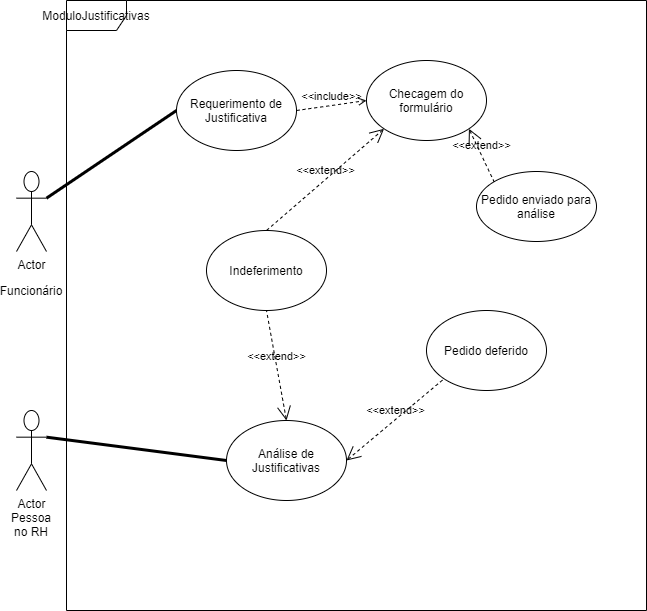 ModuloJustificativas
Requerimento de
Justificativa
<<include>>
Checagem do
formulário
<<extend>>
<<extend>>
Pedido enviado para
análise
Actor
Funcionário
Indeferimento
<<extend>>
Pedido deferido
<<extend>>
Análise de
Justificativas
Actor
Pessoa
no RH